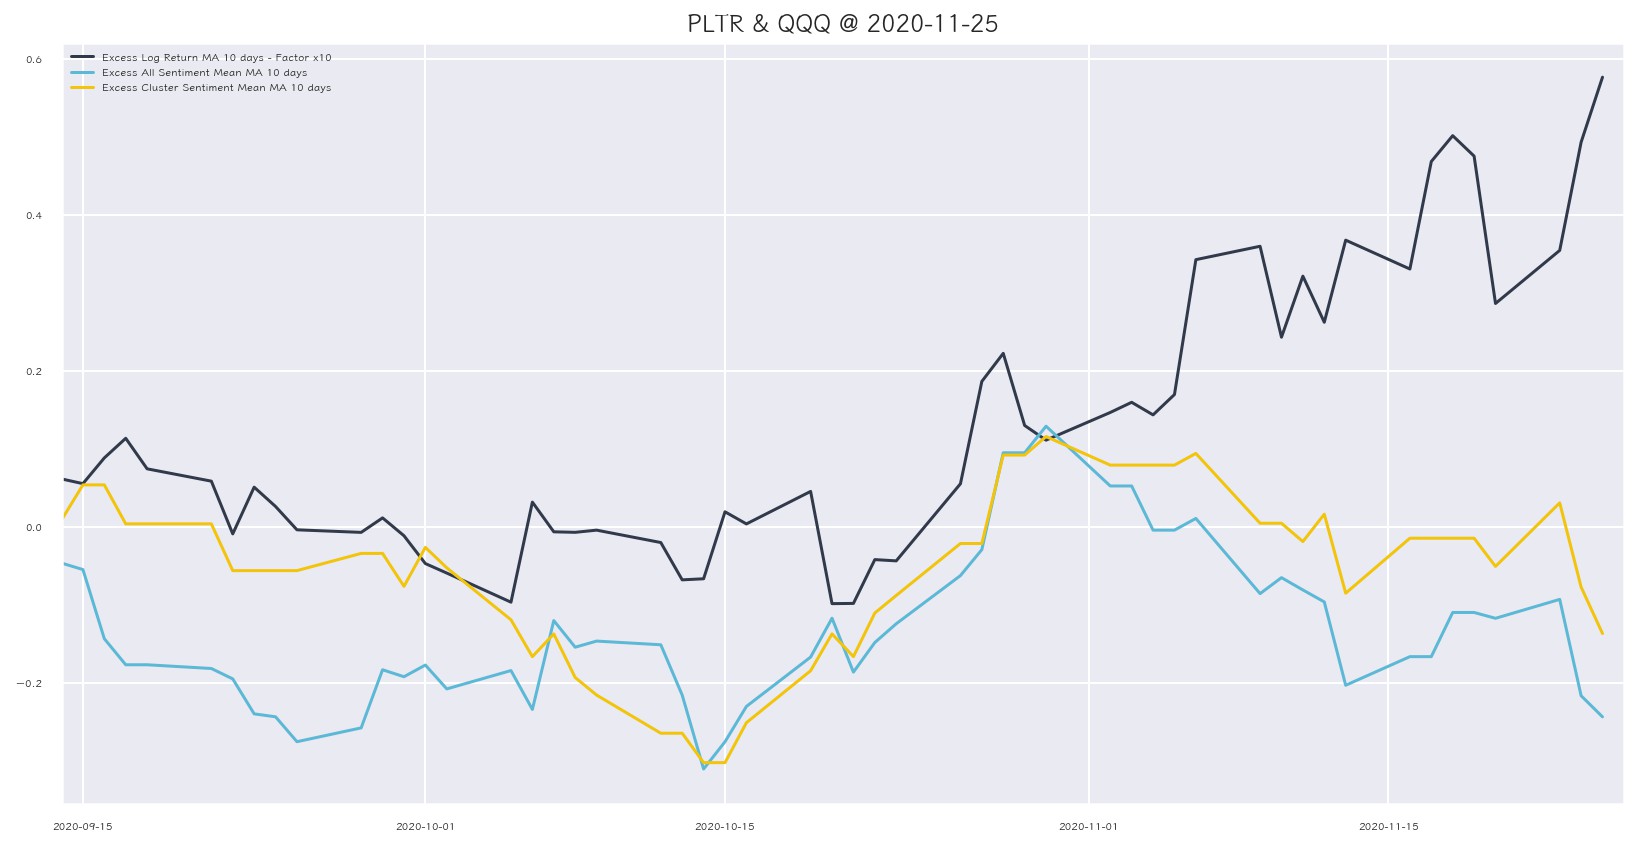 PLTR & QQQ @ 2020-11-25
Excess Log Return MA 10 days - Factor x10
Excess All Sentiment Mean MA 10 days
Excess Cluster Sentiment Mean MA 10 days
0.6
0.4
0.2
0.0
−0.2
2020-09-15
2020-10-01
2020-10-15
2020-11-01
2020-11-15